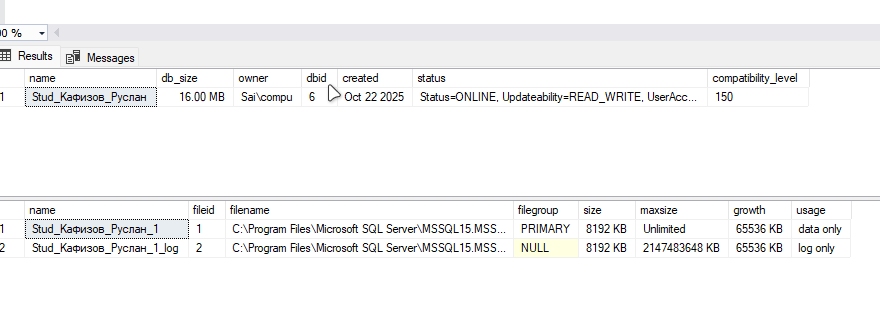 00 %
Results Messages
name db_size owner dbid created status compatibility_level
1 Stud_Кафизов_Руслан 16.00 MB Sai\compu 6 Oct 22 2025 Status=ONLINE, Updateability=READ_WRITE, UserAcc... 150
name fileid filename filegroup size maxsize growth usage
1 Stud_Кафизов_Руслан_1 1 C:\Program Files\Microsoft SQL Server\MSSQL15.MSS... PRIMARY 8192 KB Unlimited 65536 KB data only
2 Stud_Кафизов_Руслан_1_log 2 C:\Program Files\Microsoft SQL Server\MSSQL15.MSS... NULL 8192 KB 2147483648 KB 65536 KB log only